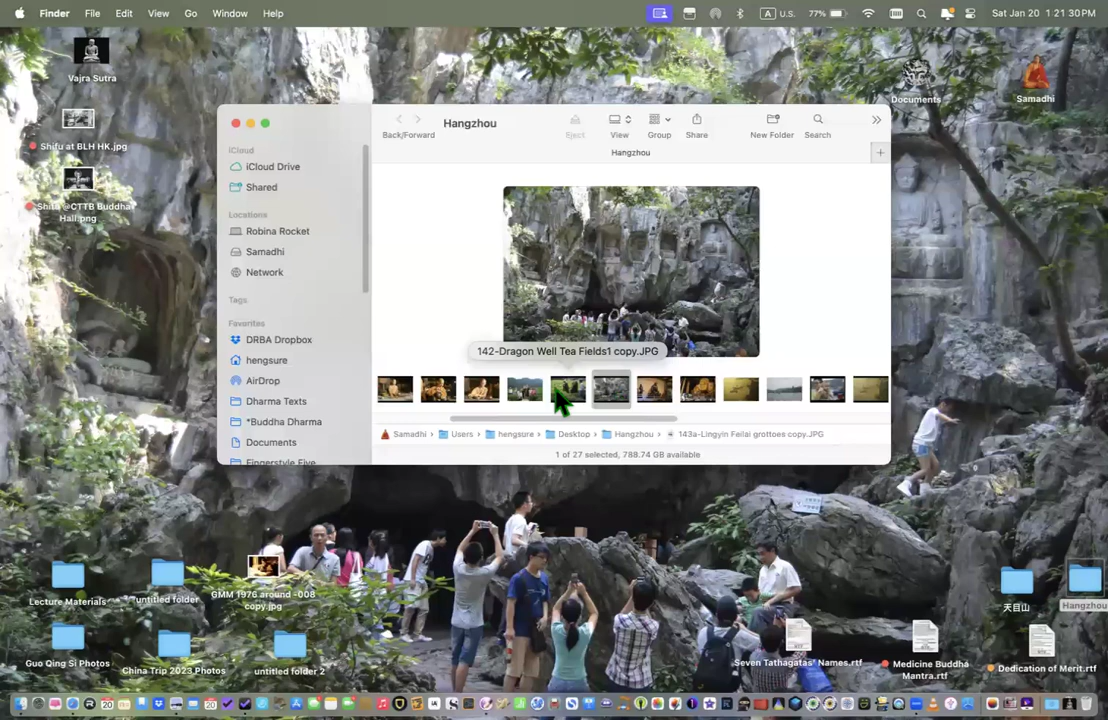 Finder File Edit View Go Window Help
A U.S. 77% Sat Jan 20 1:21:30 PM
Vajra Sutra
Documents
Samadhi
Shifu at BLH HK.jpg
Shifu @CTTB Buddha
Hall.png
Hangzhou
Back/Forward
Eject
View
Group
Share
New Folder
Search
Hangzhou
iCloud
iCloud Drive
Shared
Locations
Robina Rocket
Samadhi
Network
Tags
Favorites
DRBA Dropbox
hengsure
AirDrop
Dharma Texts
*Buddha Dharma
Documents
Fingerstyle Five
142-Dragon Well Tea Fields1 copy.JPG
Samadhi › Users › hengsure › Desktop › Hangzhou › 143a-Lingyin Feilai grottoes copy.JPG
1 of 27 selected, 788.74 GB available
Lecture Materials
untitled folder
GMM 1976 around -008
copy.jpg
天目山
Hangzhou
Guo Qing Si Photos
China Trip 2023 Photos
untitled folder 2
Seven Tathagatas' Names.rtf
Medicine Buddha
Mantra.rtf
Dedication of Merit.rtf